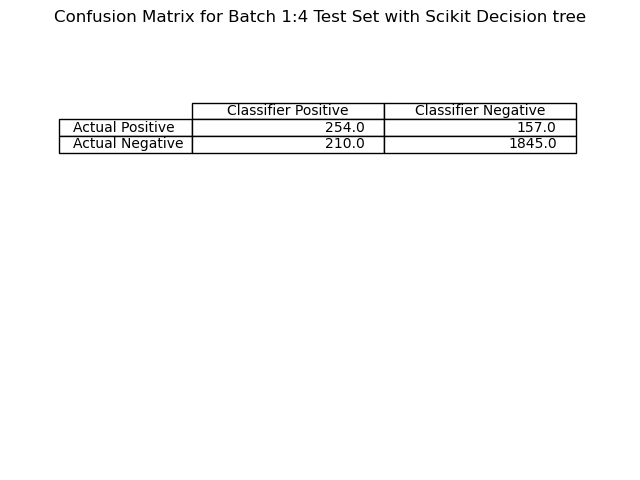 Confusion Matrix for Batch 1:4 Test Set with Scikit Decision tree
Classifier Positive Classifier Negative
Actual Positive 254.0 157.0
Actual Negative 210.0 1845.0